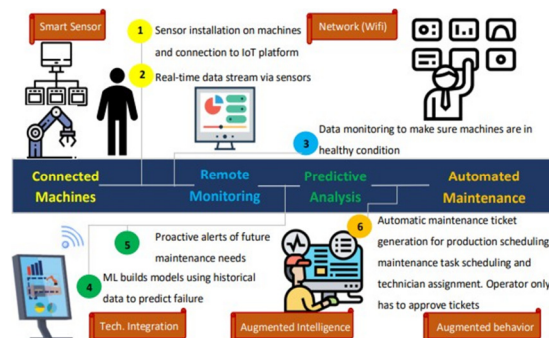 Smart Sensor
1
Sensor installation on machines
and connection to IoT platform
Network (Wifi)
2
Real-time data stream via sensors
3
Data monitoring to make sure machines are in
healthy condition
Connected
Machines
Remote
Monitoring
Predictive
Analysis
Automated
Maintenance
5
Proactive alerts of future
maintenance needs
4
ML builds models using historical
data to predict failure
6
Automatic maintenance ticket
generation for production scheduling
maintenance task scheduling and
technician assignment. Operator only
has to approve tickets
Tech. Integration
Augmented Intelligence
Augmented behavior